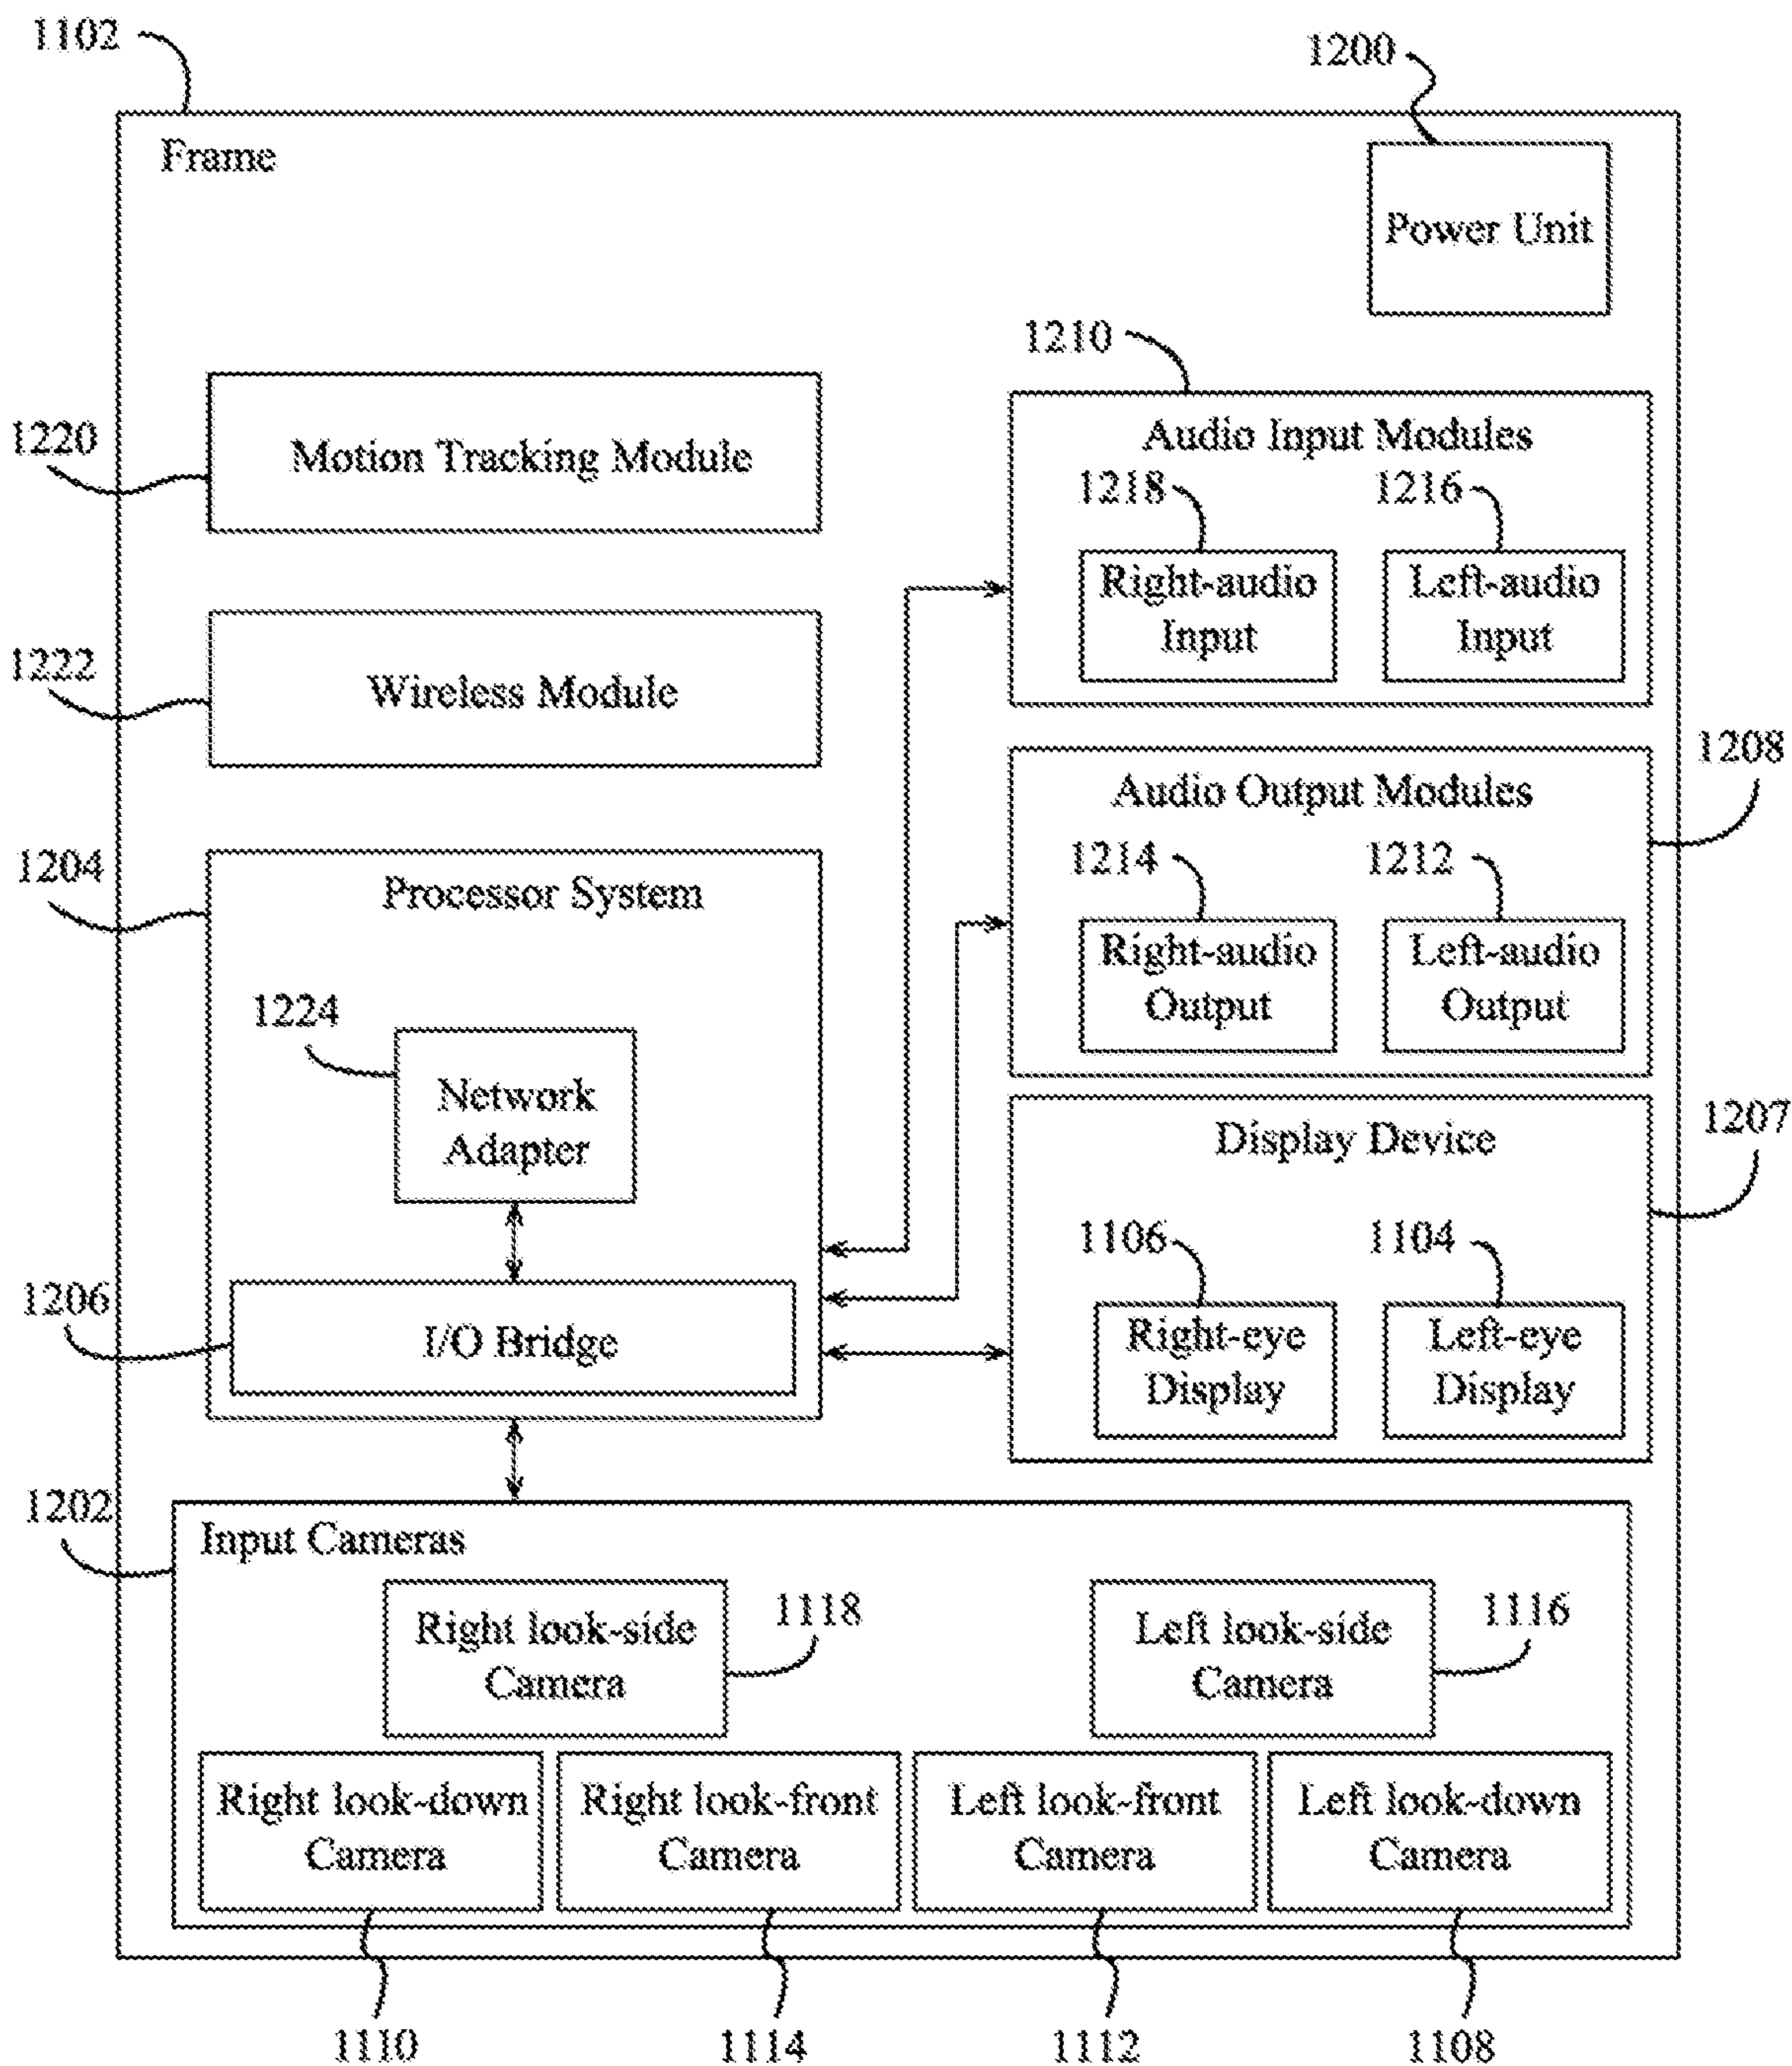 1102
1200
Frame
Power Unit
1210
1220
Motion Tracking Module
Audio Input Modules
1218
1216
Right-audio
Input
Left-audio
Input
1222
Wireless Module
1208
Audio Output Modules
1204
Processor System
1214
1212
Right-audio
Output
Left-audio
Output
1224
Network
Adapter
1207
Display Device
1106
1104
1206
I/O Bridge
Right-eye
Display
Left-eye
Display
1202
Input Cameras
Right look-side
Camera
1118
Left look-side
Camera
1116
Right look-down
Camera
Right look-front
Camera
Left look-front
Camera
Left look-down
Camera
1110
1114
1112
1108